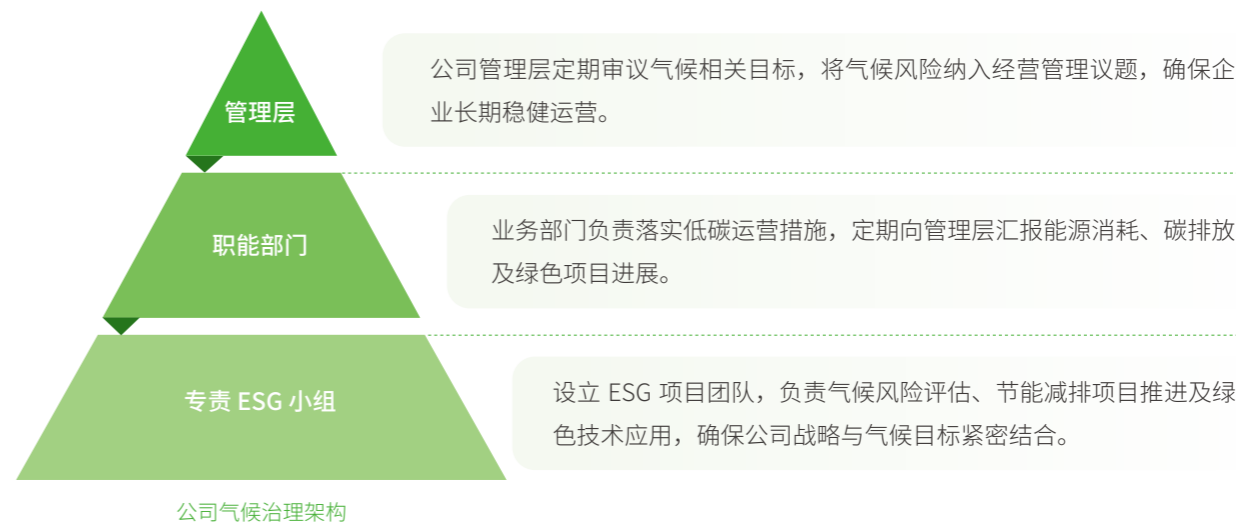 管理层
公司管理层定期审议气候相关目标，将气候风险纳入经营管理议题，确保企
业长期稳健运营。
职能部门
业务部门负责落实低碳运营措施，定期向管理层汇报能源消耗、碳排放
及绿色项目进展。
专责 ESG 小组
设立 ESG 项目团队，负责气候风险评估、节能减排项目推进及绿
色技术应用，确保公司战略与气候目标紧密结合。
公司气候治理架构